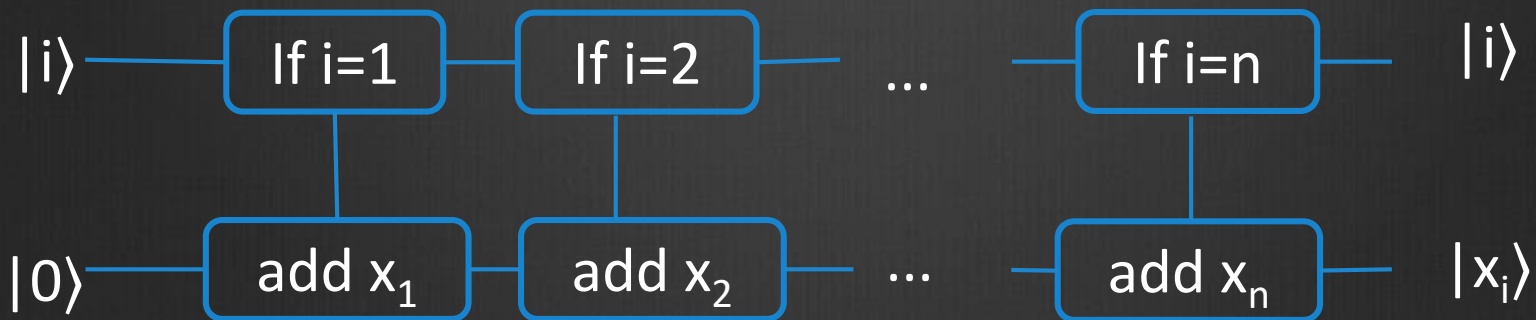 |i⟩ If i=1 If i=2 ... If i=n |i⟩
|0⟩ add x₁ add x₂ ... add xₙ |xᵢ⟩